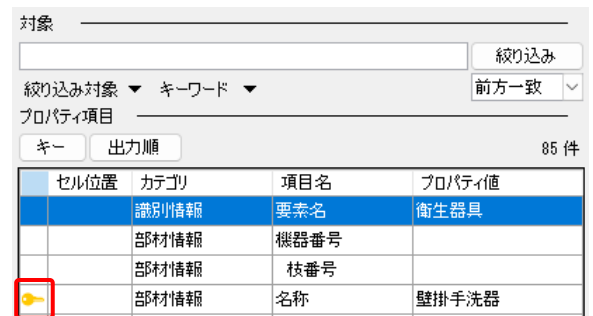 対象
絞り込み
絞り込み対象 ▼ キーワード ▼ 前方一致
プロパティ項目
キー 出力順 85 件
セル位置 カテゴリ 項目名 プロパティ値
識別情報 要素名 衛生器具
部材情報 機器番号
部材情報 枝番号
部材情報 名称 壁掛手洗器